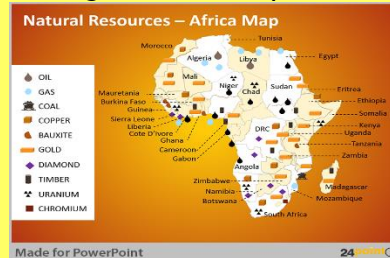 Natural Resources – Africa Map
Tunisia
Morocco
Algeria
Libya
Egypt
OIL
GAS
COAL
COPPER
BAUXITE
GOLD
DIAMOND
TIMBER
URANIUM
CHROMIUM
Mali
Niger
Chad
Sudan
Eritrea
Mauretania
Burkina Faso
Guinea
Sierra Leone
Liberia
Cote D'Ivore
Ghana
Cameroon
Gabon
Ethiopia
Somalia
Kenya
Uganda
DRC
Tanzania
Zambia
Angola
Zimbabwe
Namibia
Botswana
South Africa
Madagascar
Mozambique
Made for PowerPoint
24